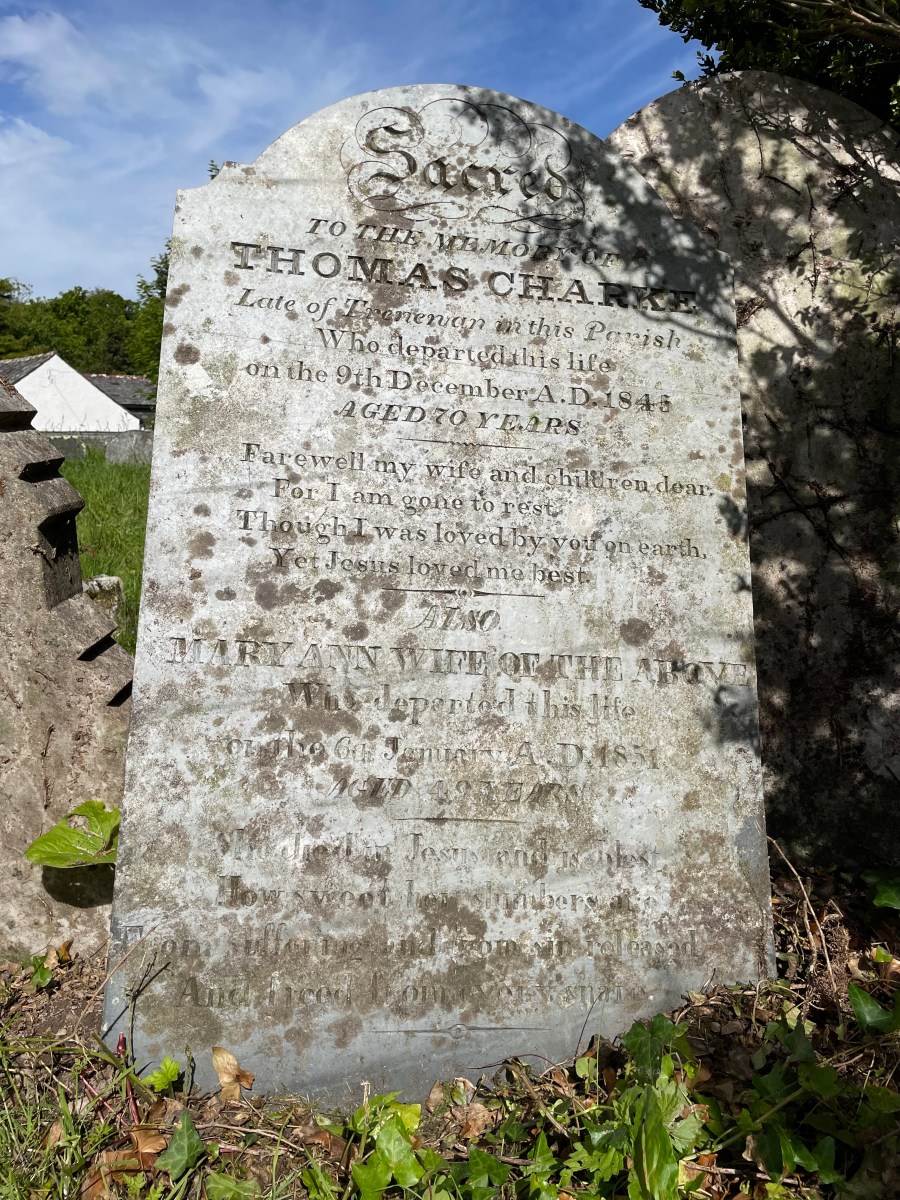 Sacred
TO THE MEMORY OF
THOMAS CHARKE
Late of Trenewan in this Parish
Who departed this life
on the 9th December A.D. 1845
AGED 70 YEARS
Farewell my wife and children dear,
For I am gone to rest,
Though I was loved by you on earth,
Yet Jesus loved me best.
ALSO
MARY ANN WIFE OF THE ABOVE
Who departed this life
on the January A.D. 1851
AGED 49 YEARS
She died in Jesus and is blest
How sweet her slumbers are
From suffering and from sin released
And freed from every snare